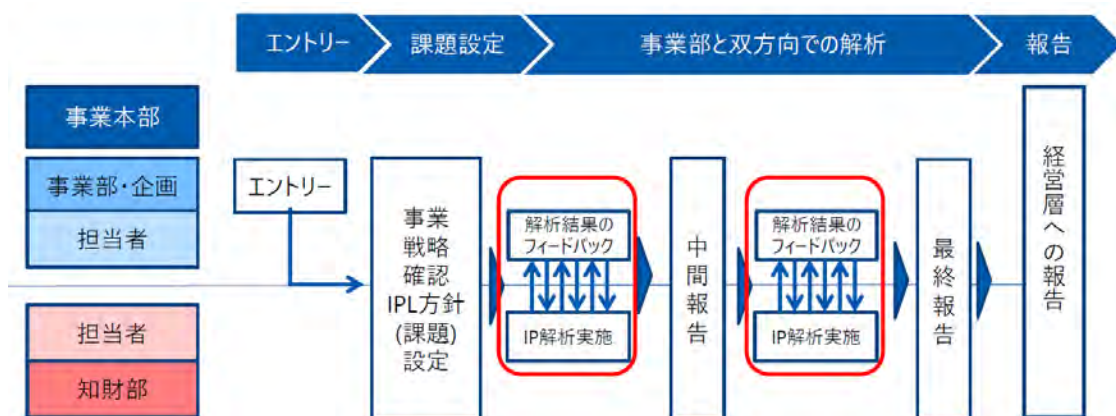 エントリー
課題設定
事業部と双方向での解析
報告
事業本部
事業部・企画
担当者
担当者
知財部
エントリー
事業
戦略
確認
IPL方針
(課題)
設定
解析結果の
フィードバック
IP解析実施
中間報告
解析結果の
フィードバック
IP解析実施
最終報告
経営層への報告